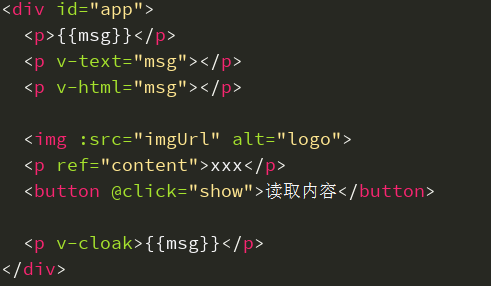 <div id="app">
  <p>{{msg}}</p>
  <p v-text="msg"></p>
  <p v-html="msg"></p>

  <img :src="imgUrl" alt="logo">
  <p ref="content">xxx</p>
  <button @click="show">读取内容</button>

  <p v-cloak>{{msg}}</p>
</div>